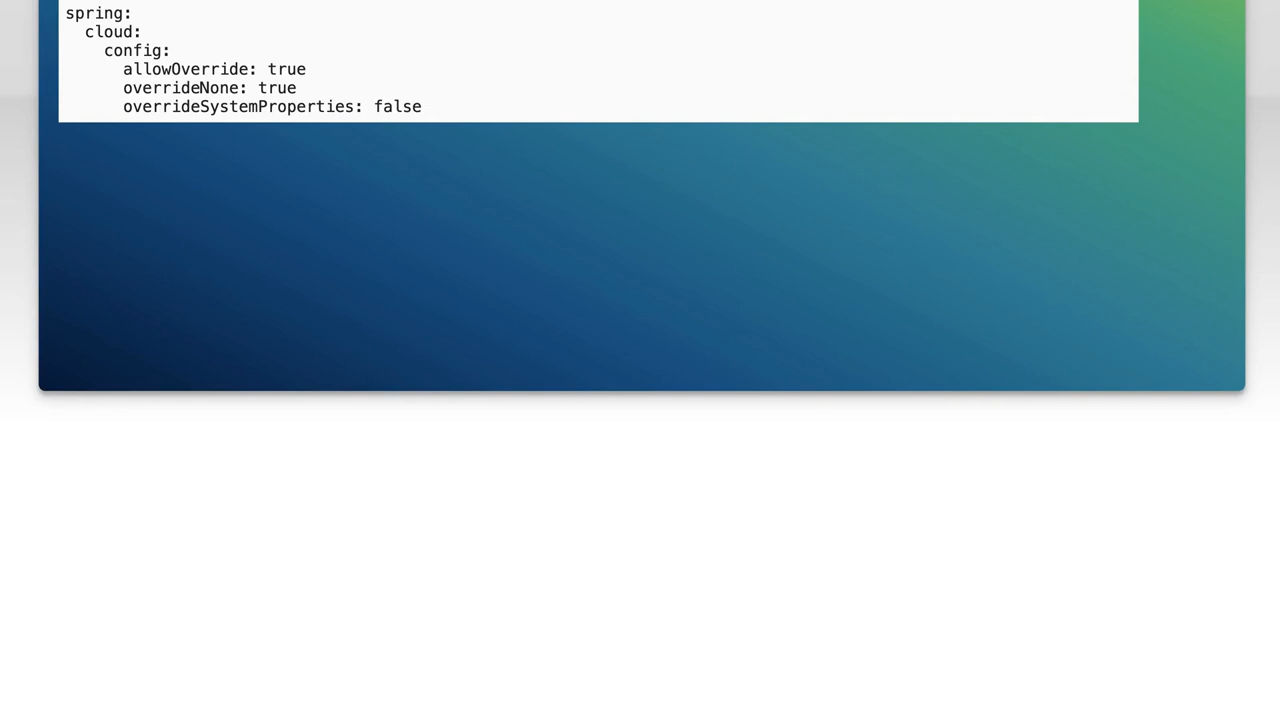 spring:
  cloud:
    config:
      allowOverride: true
      overrideNone: true
      overrideSystemProperties: false